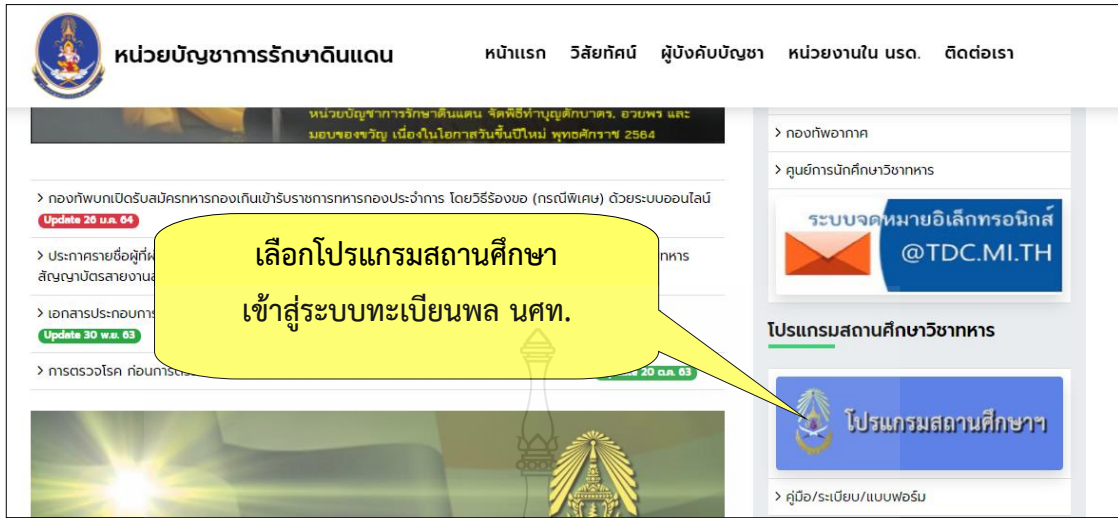 หน่วยบัญชาการรักษาดินแดน
หน้าแรก วิสัยทัศน์ ผู้บังคับบัญชา หน่วยงานใน นรด. ติดต่อเรา
หน่วยบัญชาการรักษาดินแดน จัดพิธีทำบุญตักบาตร, อวยพร และ
มอบของขวัญ เนื่องในโอกาสวันขึ้นปีใหม่ พุทธศักราช 2564
> กองทัพบกเปิดรับสมัครทหารกองเกินเข้ารับราชการทหารกองประจำการ โดยวิธีร้องขอ (กรณีพิเศษ) ด้วยระบบออนไลน์
Update 26 ม.ค. 64
> ประกาศรายชื่อผู้ที่
สัญญาบัตรสายงาน
> เอกสารประกอบการ
Update 30 พ.ย. 63
> การตรวจโรค ก่อนการ
20 ต.ค. 63
เลือกโปรแกรมสถานศึกษา
เข้าสู่ระบบทะเบียนพล นศท.
> กองทัพอากาศ
> ศูนย์การนักศึกษาวิชาทหาร
ระบบจดหมายอิเล็กทรอนิกส์
@TDC.MI.TH
โปรแกรมสถานศึกษาวิชาทหาร
โปรแกรมสถานศึกษาฯ
> คู่มือ/ระเบียบ/แบบฟอร์ม